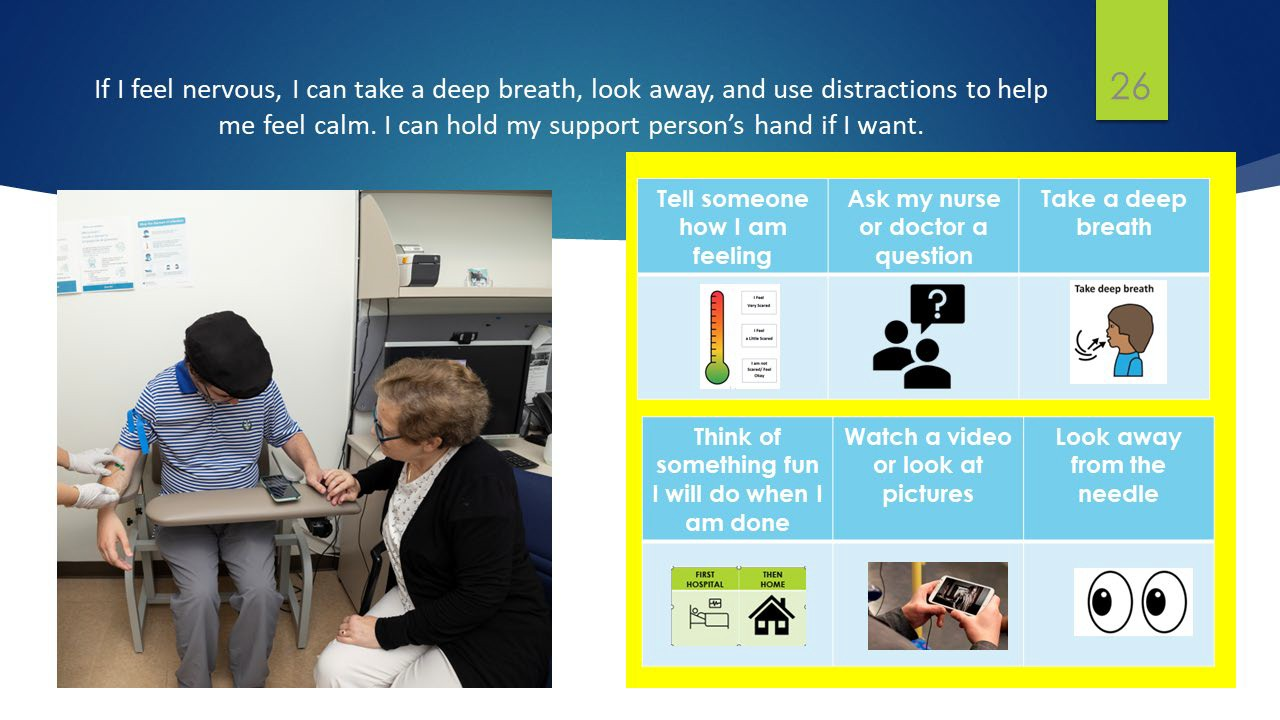 If I feel nervous, I can take a deep breath, look away, and use distractions to help
me feel calm. I can hold my support person's hand if I want.
26
Tell someone
how I am
feeling
Ask my nurse
or doctor a
question
Take a deep
breath
I Feel
Very Scared
I Feel
a Little Scared
I am not
Scared/ Feel
Okay
?
Take deep breath
Think of
something fun
I will do when I
am done
Watch a video
or look at
pictures
Look away
from the
needle
FIRST
HOSPITAL
THEN
HOME